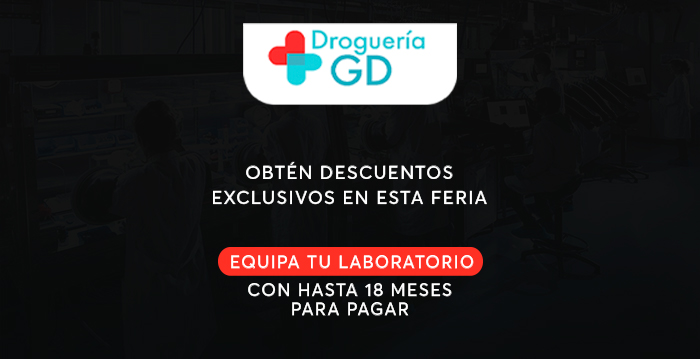 Droguería
GD
OBTÉN DESCUENTOS
EXCLUSIVOS EN ESTA FERIA
EQUIPA TU LABORATORIO
CON HASTA 18 MESES
PARA PAGAR